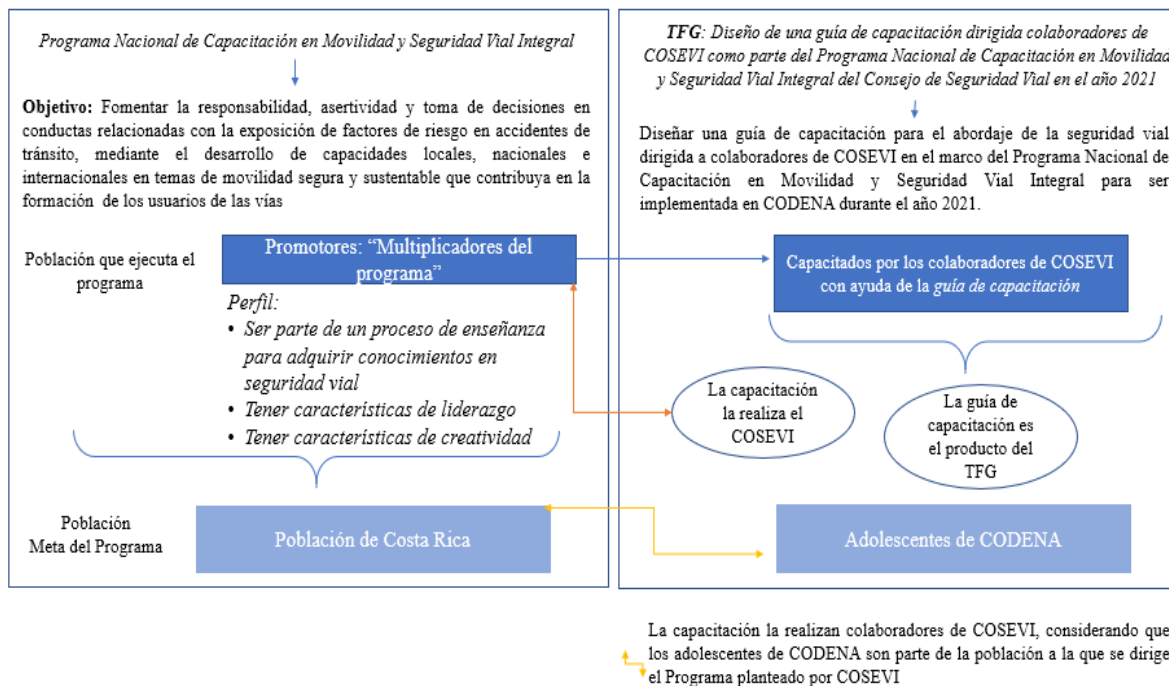 Programa Nacional de Capacitación en Movilidad y Seguridad Vial Integral
Objetivo: Fomentar la responsabilidad, asertividad y toma de decisiones en
conductas relacionadas con la exposición de factores de riesgo en accidentes de
tránsito, mediante el desarrollo de capacidades locales, nacionales e
internacionales en temas de movilidad segura y sustentable que contribuya en la
formación de los usuarios de las vías
Población que ejecuta el
programa
Promotores: “Multiplicadores del
programa”
Perfil:
• Ser parte de un proceso de enseñanza
para adquirir conocimientos en
seguridad vial
• Tener características de liderazgo
• Tener características de creatividad
Población
Meta del Programa
Población de Costa Rica
TFG: Diseño de una guía de capacitación dirigida colaboradores de
COSEVI como parte del Programa Nacional de Capacitación en Movilidad
y Seguridad Vial Integral del Consejo de Seguridad Vial en el año 2021
Diseñar una guía de capacitación para el abordaje de la seguridad vial
dirigida a colaboradores de COSEVI en el marco del Programa Nacional de
Capacitación en Movilidad y Seguridad Vial Integral para ser
implementada en CODENA durante el año 2021.
Capacitados por los colaboradores de COSEVI
con ayuda de la guía de capacitación
La capacitación
la realiza el
COSEVI
La guía de
capacitación es
el producto del
TFG
Adolescentes de CODENA
La capacitación la realizan colaboradores de COSEVI, considerando que
los adolescentes de CODENA son parte de la población a la que se dirige
el Programa planteado por COSEVI